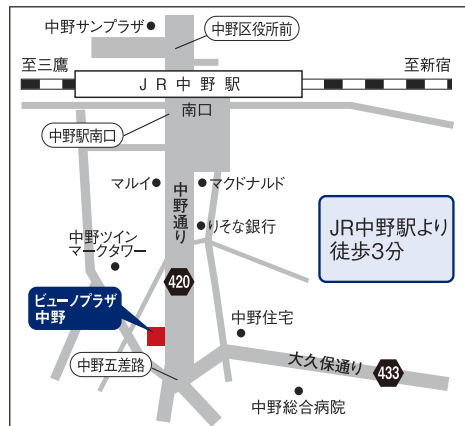 中野サンプラザ
中野区役所前
至三鷹
至新宿
JR中野駅
南口
中野駅南口
マルイ
中野通り
マクドナルド
りそな銀行
JR中野駅より
徒歩3分
中野ツイン
マークタワー
420
ビューノプラザ
中野
中野住宅
中野五差路
大久保通り
433
中野総合病院